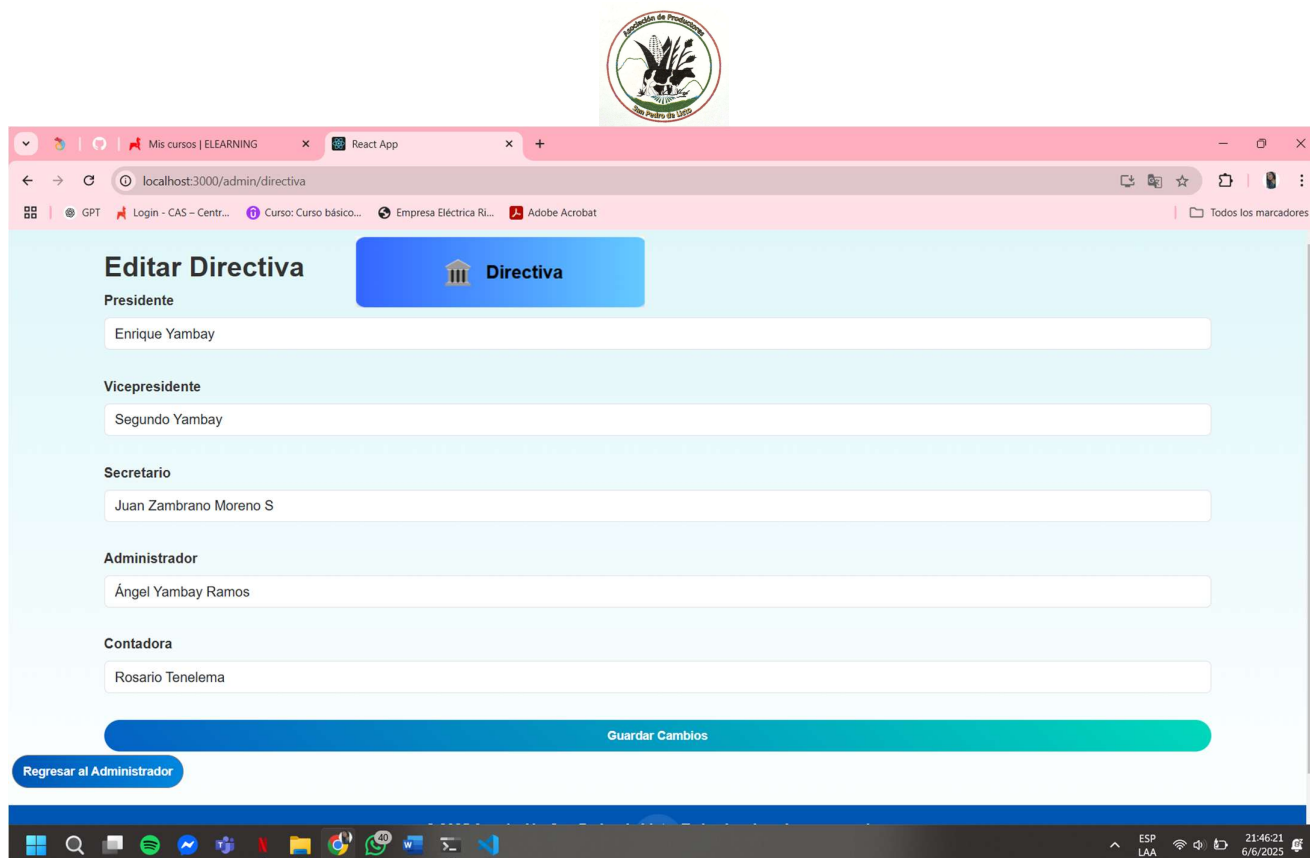 Asociación de Productores
San Pedro de Licto
Mis cursos | ELEARNING
React App
localhost:3000/admin/directiva
GPT
Login - CAS – Centr...
Curso: Curso básico...
Empresa Eléctrica Ri...
Adobe Acrobat
Todos los marcadores
Editar Directiva
Directiva
Presidente
Enrique Yambay
Vicepresidente
Segundo Yambay
Secretario
Juan Zambrano Moreno S
Administrador
Ángel Yambay Ramos
Contadora
Rosario Tenelema
Guardar Cambios
Regresar al Administrador
40
ESP
LAA
21:46:21
6/6/2025